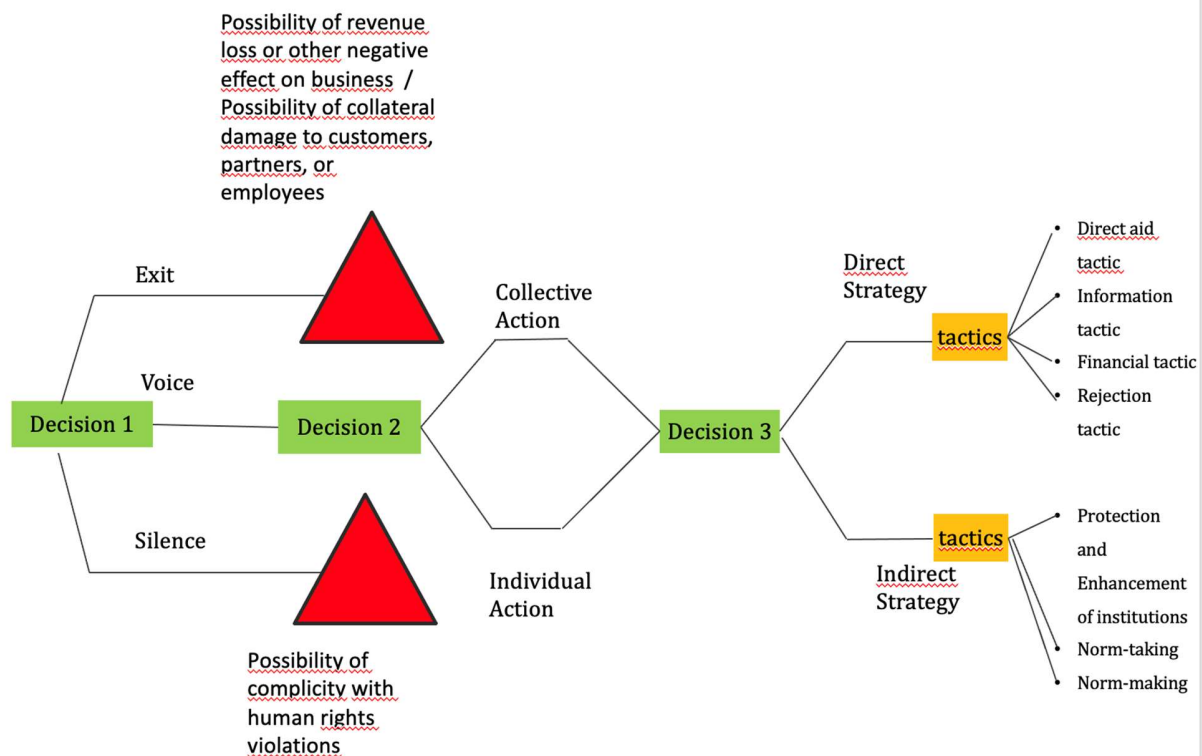 Possibility of revenue
loss or other negative
effect on business  /
Possibility of collateral
damage to customers,
partners, or
employees
Exit
Voice
Silence
Decision 1
Decision 2
Possibility of
complicity with
human rights
violations
Collective
Action
Individual
Action
Decision 3
Direct
Strategy
tactics
• Direct aid
tactic
• Information
tactic
• Financial tactic
• Rejection
tactic
Indirect
Strategy
tactics
• Protection
and
Enhancement
of institutions
• Norm-taking
• Norm-making